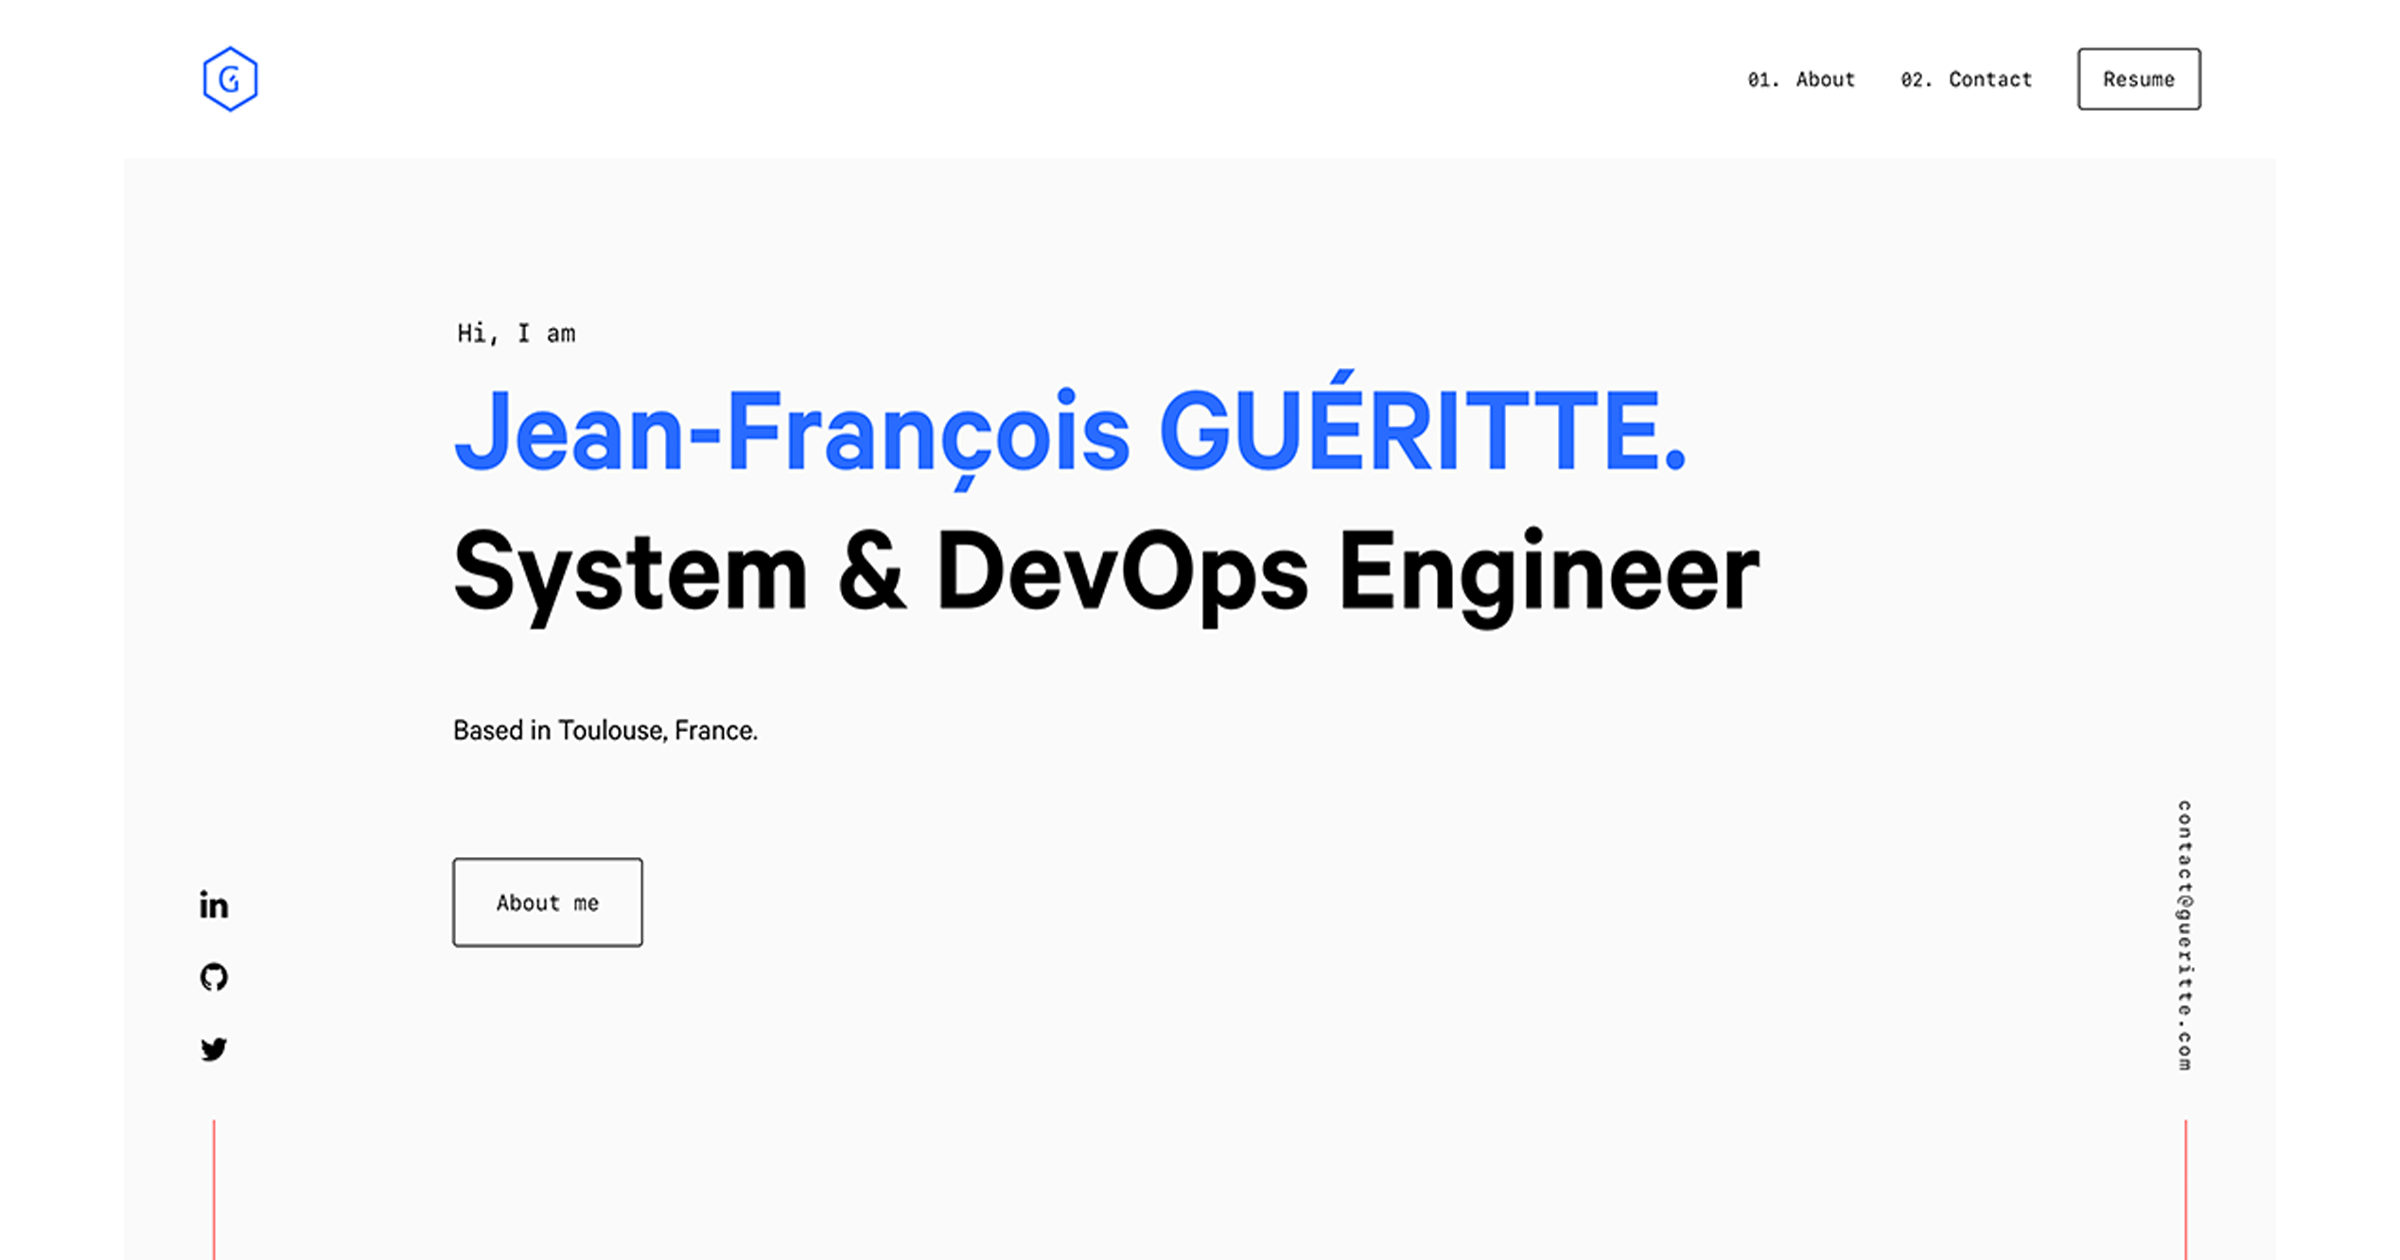 G
01. About 02. Contact Resume
Hi, I am
Jean-François GUÉRITTE.
System & DevOps Engineer
Based in Toulouse, France.
About me
in
contact@gueritte.com